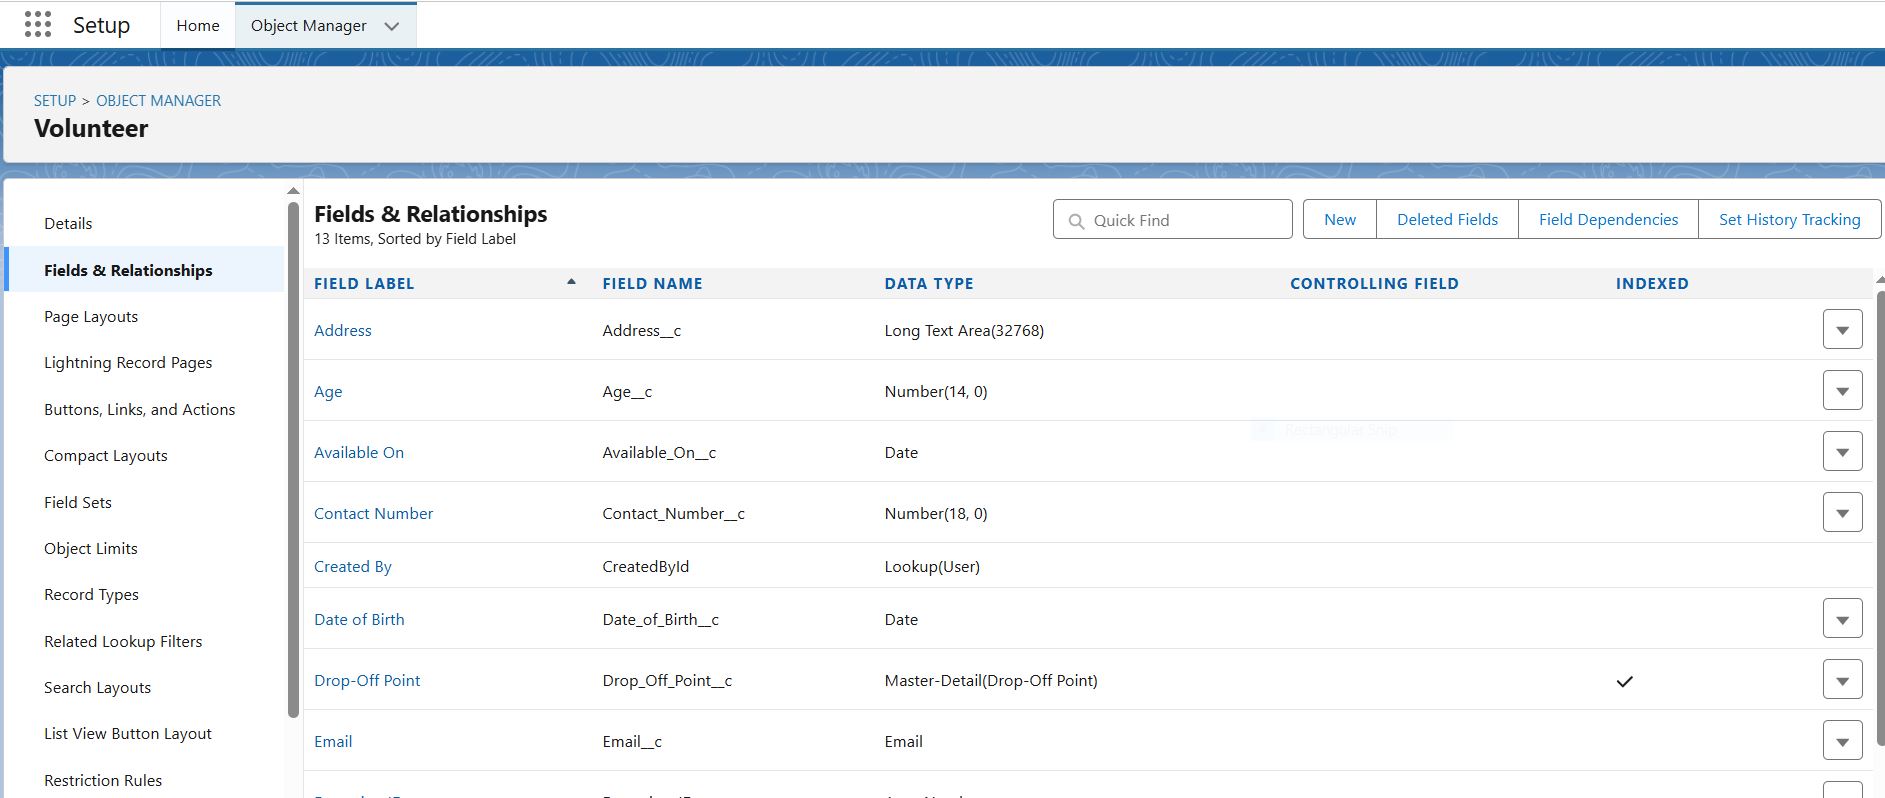 Setup Home Object Manager
SETUP > OBJECT MANAGER
Volunteer
Details
Fields & Relationships
Page Layouts
Lightning Record Pages
Buttons, Links, and Actions
Compact Layouts
Field Sets
Object Limits
Record Types
Related Lookup Filters
Search Layouts
List View Button Layout
Restriction Rules
Fields & Relationships
13 Items, Sorted by Field Label
Quick Find New Deleted Fields Field Dependencies Set History Tracking
FIELD LABEL FIELD NAME DATA TYPE CONTROLLING FIELD INDEXED
Address Address__c Long Text Area(32768)
Age Age__c Number(14, 0)
Rectangular Snip
Available On Available_On__c Date
Contact Number Contact_Number__c Number(18, 0)
Created By CreatedById Lookup(User)
Date of Birth Date_of_Birth__c Date
Drop-Off Point Drop_Off_Point__c Master-Detail(Drop-Off Point)
Email Email__c Email